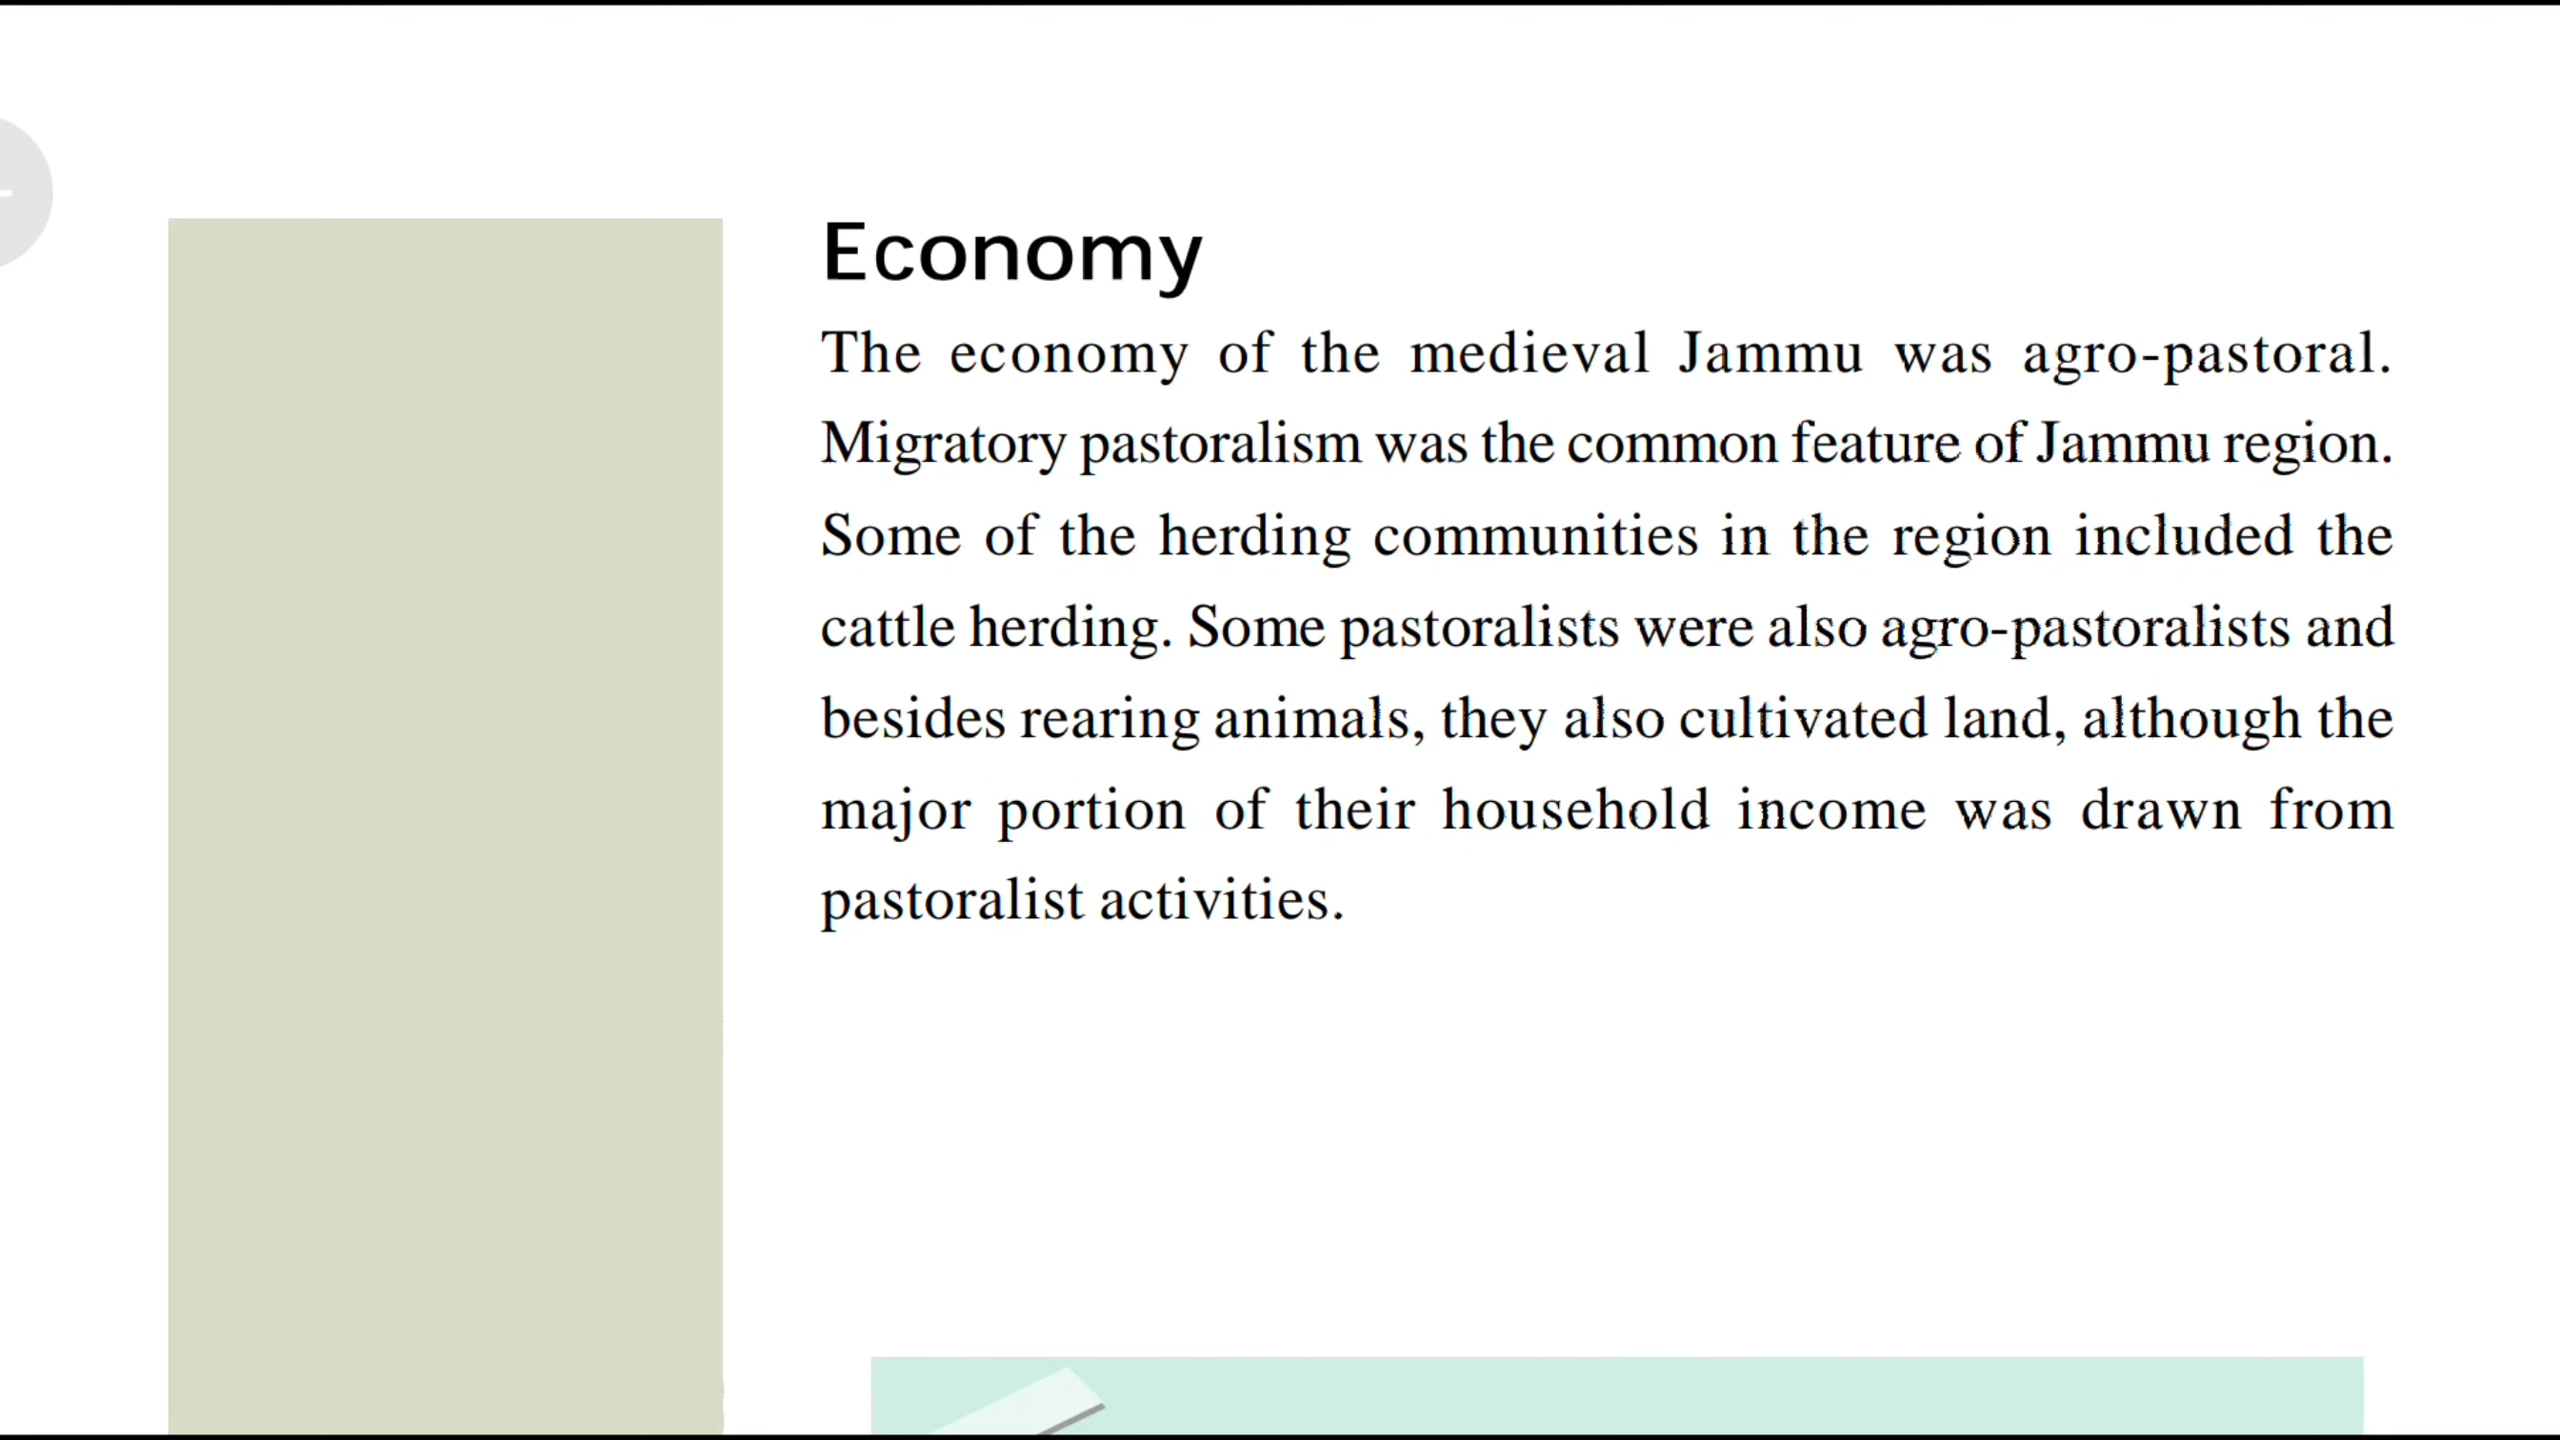 Economy
The economy of the medieval Jammu was agro-pastoral.
Migratory pastoralism was the common feature of Jammu region.
Some of the herding communities in the region included the
cattle herding. Some pastoralists were also agro-pastoralists and
besides rearing animals, they also cultivated land, although the
major portion of their household income was drawn from
pastoralist activities.